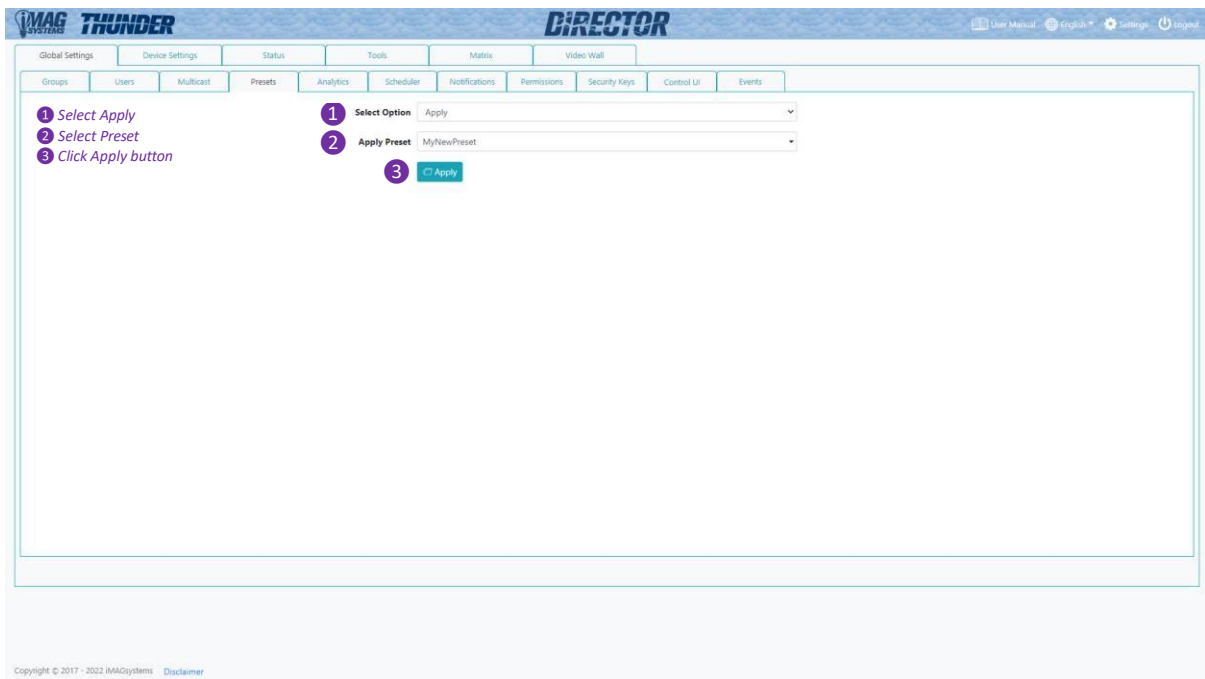 iMAG SYSTEMS THUNDER
DiRECTOR
User Manual English Settings Logout
Global Settings Device Settings Status Tools Matrix Video Wall
Groups Users Multicast Presets Analytics Scheduler Notifications Permissions Security Keys Control UI Events
1 Select Apply
2 Select Preset
3 Click Apply button
1 Select Option Apply
2 Apply Preset MyNewPreset
3 Apply
Copyright © 2017 - 2022 iMAGsystems Disclaimer